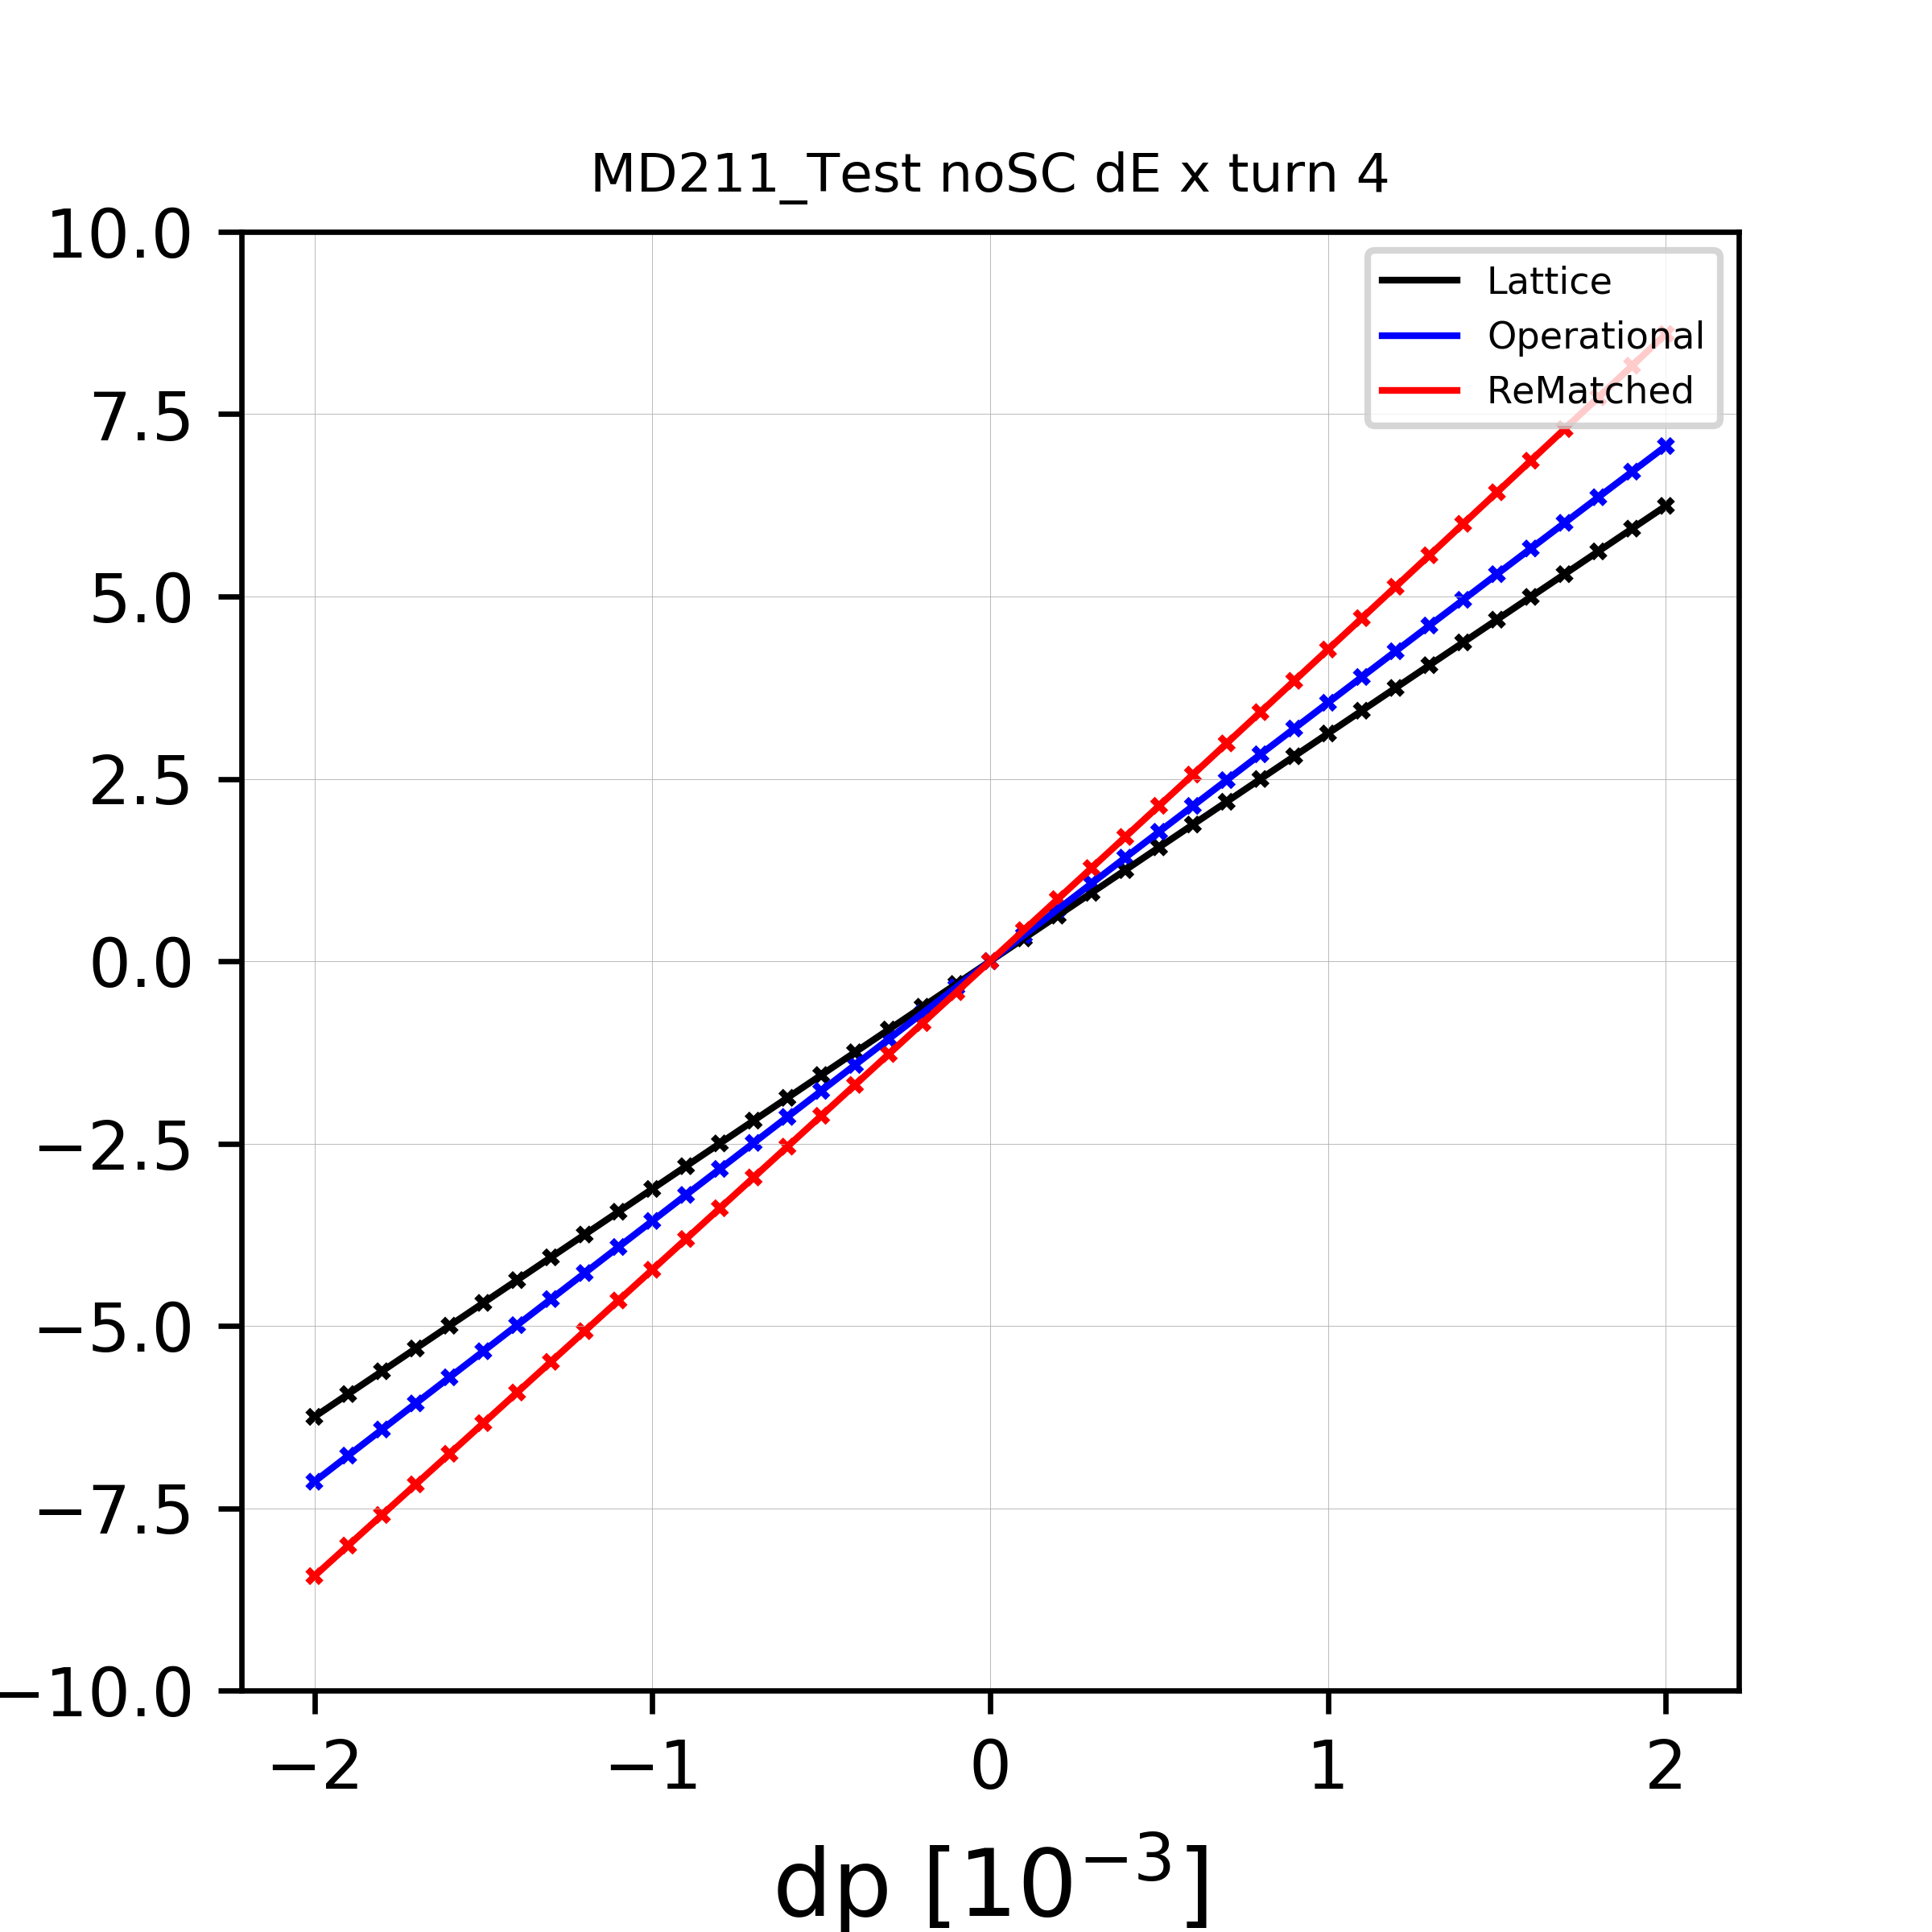 MD211_Test noSC dE x turn 4
10.0
7.5
5.0
2.5
0.0
−2.5
−5.0
−7.5
−10.0
Lattice
Operational
ReMatched
−2 −1 0 1 2
dp [10⁻³]